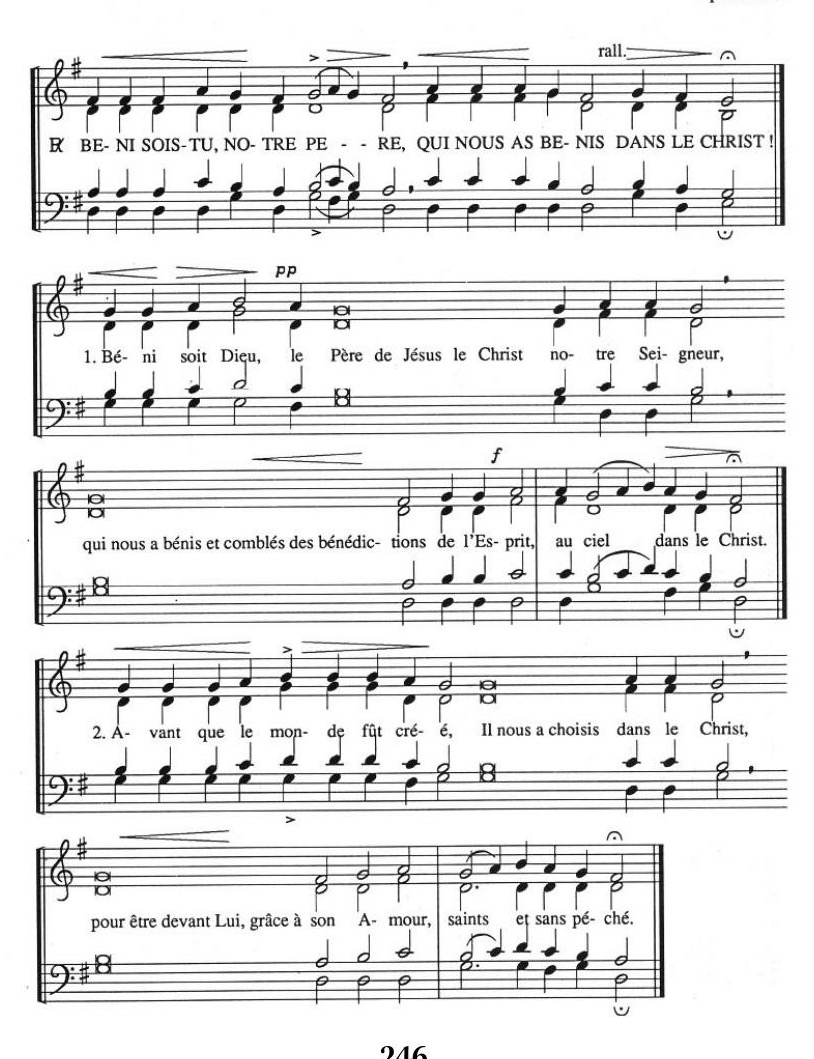 rall.
℟ BE- NI SOIS-TU, NO- TRE PE - - RE, QUI NOUS AS BE- NIS DANS LE CHRIST !
pp
1. Bé- ni soit Dieu, le Père de Jésus le Christ no- tre Sei- gneur,
f
qui nous a bénis et comblés des bénédic- tions de l'Es- prit, au ciel dans le Christ.
2. A- vant que le mon- de fût cré- é, Il nous a choisis dans le Christ,
pour être devant Lui, grâce à son A- mour, saints et sans pé- ché.
246